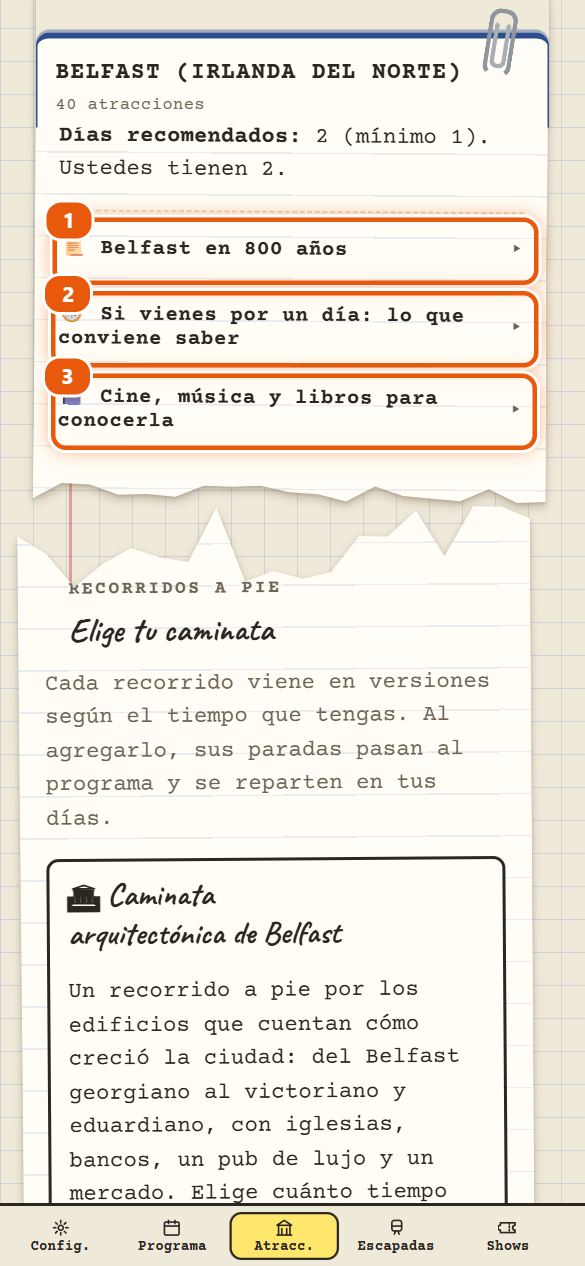 BELFAST (IRLANDA DEL NORTE)
40 atracciones
Días recomendados: 2 (mínimo 1).
Ustedes tienen 2.
1
Belfast en 800 años
2
Si vienes por un día: lo que
conviene saber
3
Cine, música y libros para
conocerla
RECORRIDOS A PIE
Elige tu caminata
Cada recorrido viene en versiones
según el tiempo que tengas. Al
agregarlo, sus paradas pasan al
programa y se reparten en tus
días.
Caminata
arquitectónica de Belfast
Un recorrido a pie por los
edificios que cuentan cómo
creció la ciudad: del Belfast
georgiano al victoriano y
eduardiano, con iglesias,
bancos, un pub de lujo y un
mercado. Elige cuánto tiempo
Config.
Programa
Atracc.
Escapadas
Shows